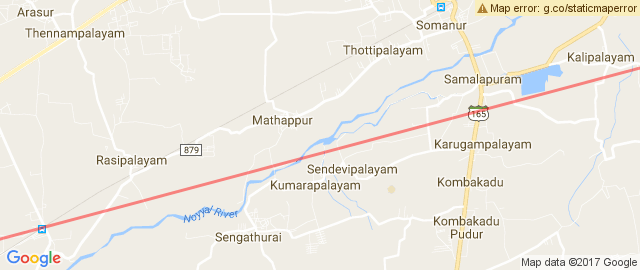 Map error: g.co/staticmaperror
Arasur
Somanur
Thennampalayam
Thottipalayam
Kalipalayam
Samalapuram
165
Mathappur
Karugampalayam
879
Rasipalayam
Sendevipalayam
Kumarapalayam
Kombakadu
Noyyal River
Kombakadu
Pudur
Sengathurai
Google
Map data ©2017 Google